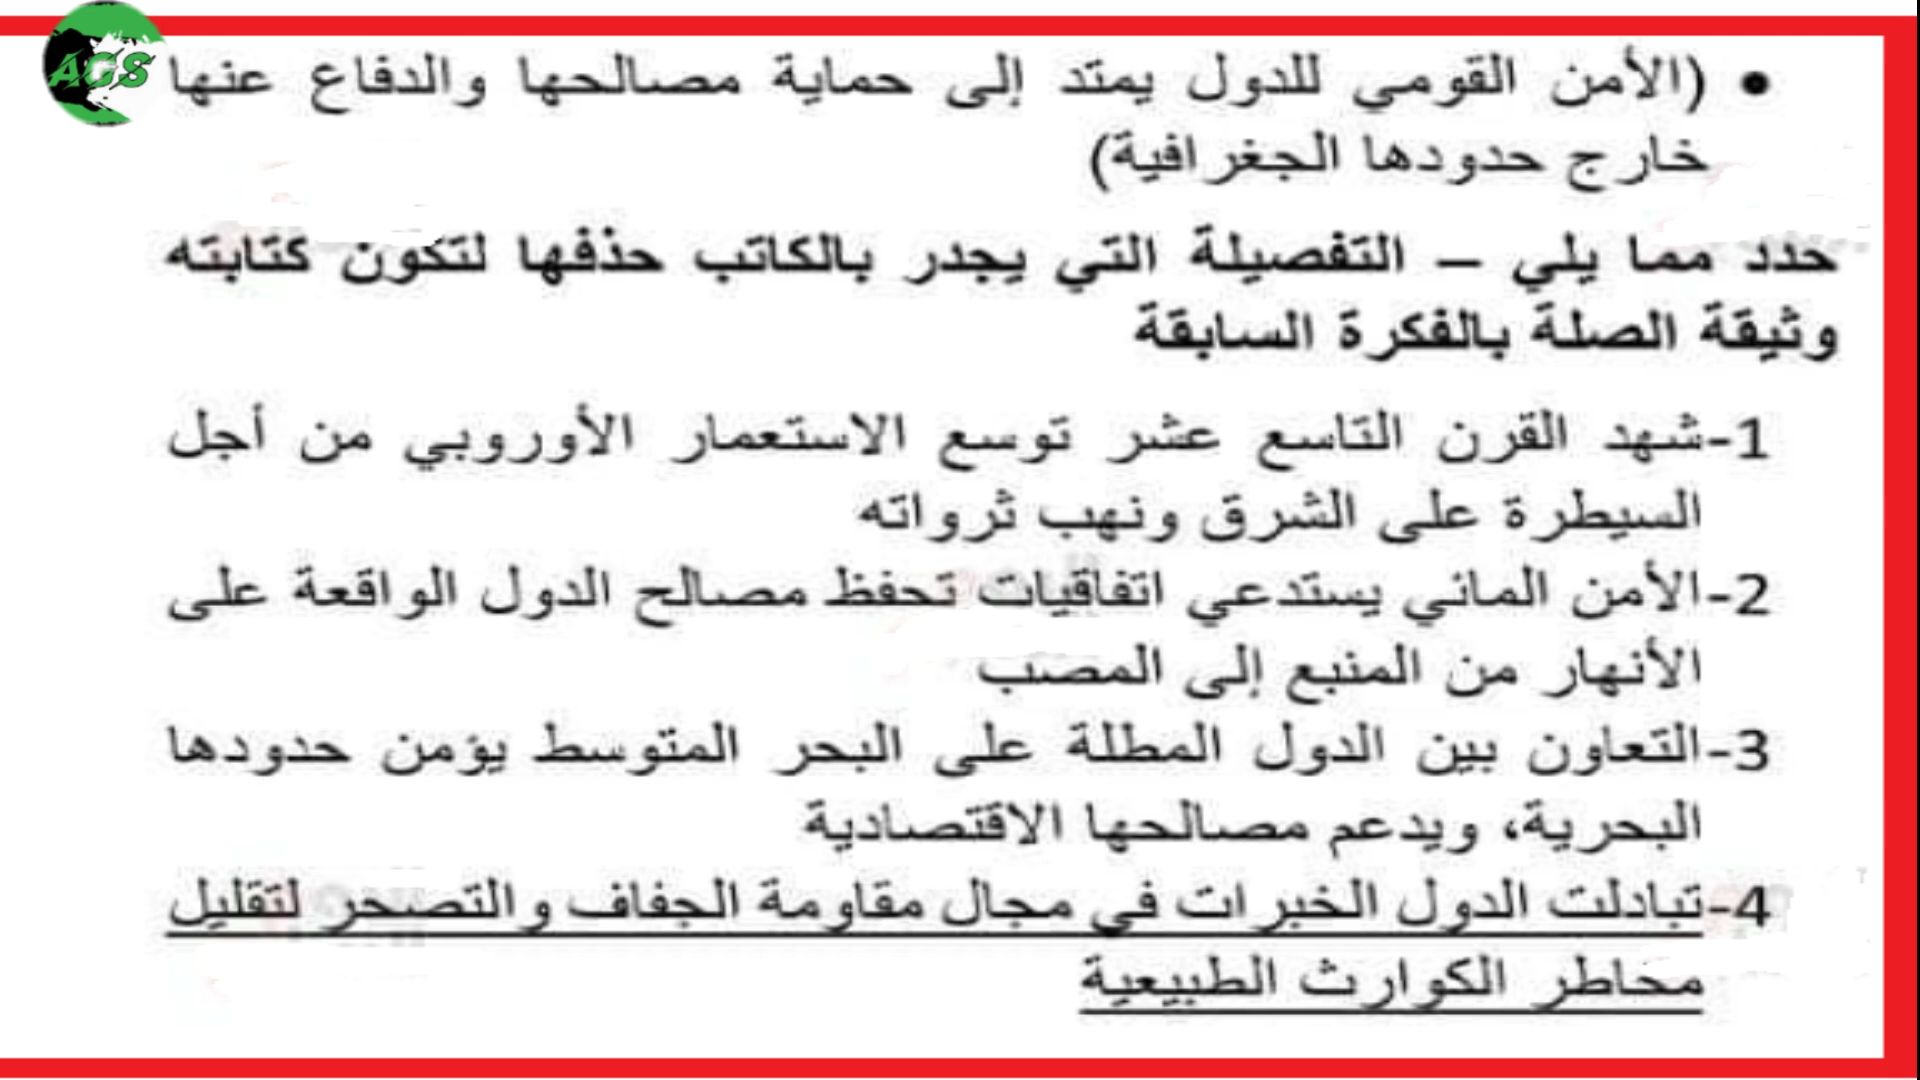 AGS
• (الأمن القومي للدول يمتد إلى حماية مصالحها والدفاع عنها
خارج حدودها الجغرافية)
حدد مما يلي – التفصيلة التي يجدر بالكاتب حذفها لتكون كتابته
وثيقة الصلة بالفكرة السابقة
1-شهد القرن التاسع عشر توسع الاستعمار الأوروبي من أجل
السيطرة على الشرق ونهب ثرواته
2-الأمن المائي يستدعي اتفاقيات تحفظ مصالح الدول الواقعة على
الأنهار من المنبع إلى المصب
3-التعاون بين الدول المطلة على البحر المتوسط يؤمن حدودها
البحرية، ويدعم مصالحها الاقتصادية
4-تبادلت الدول الخبرات في مجال مقاومة الجفاف والتصحر لتقليل
محاطر الكوارث الطبيعية